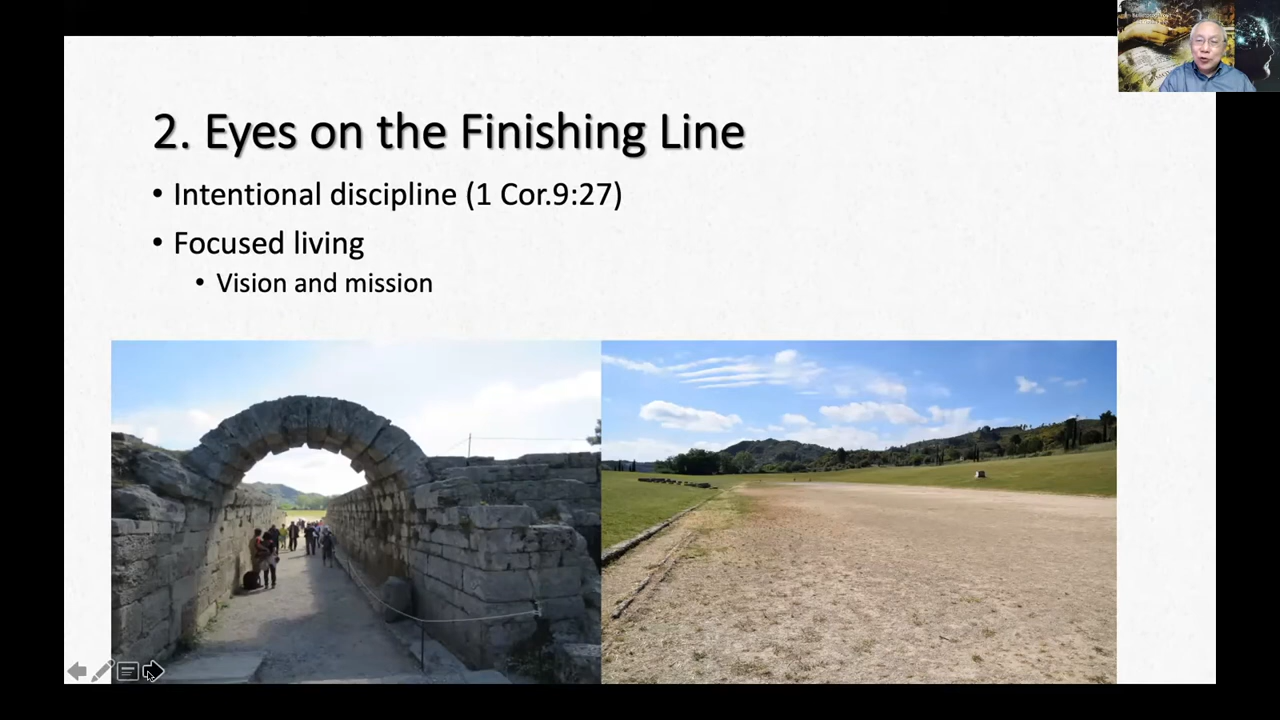 2. Eyes on the Finishing Line
• Intentional discipline (1 Cor.9:27)
• Focused living
• Vision and mission